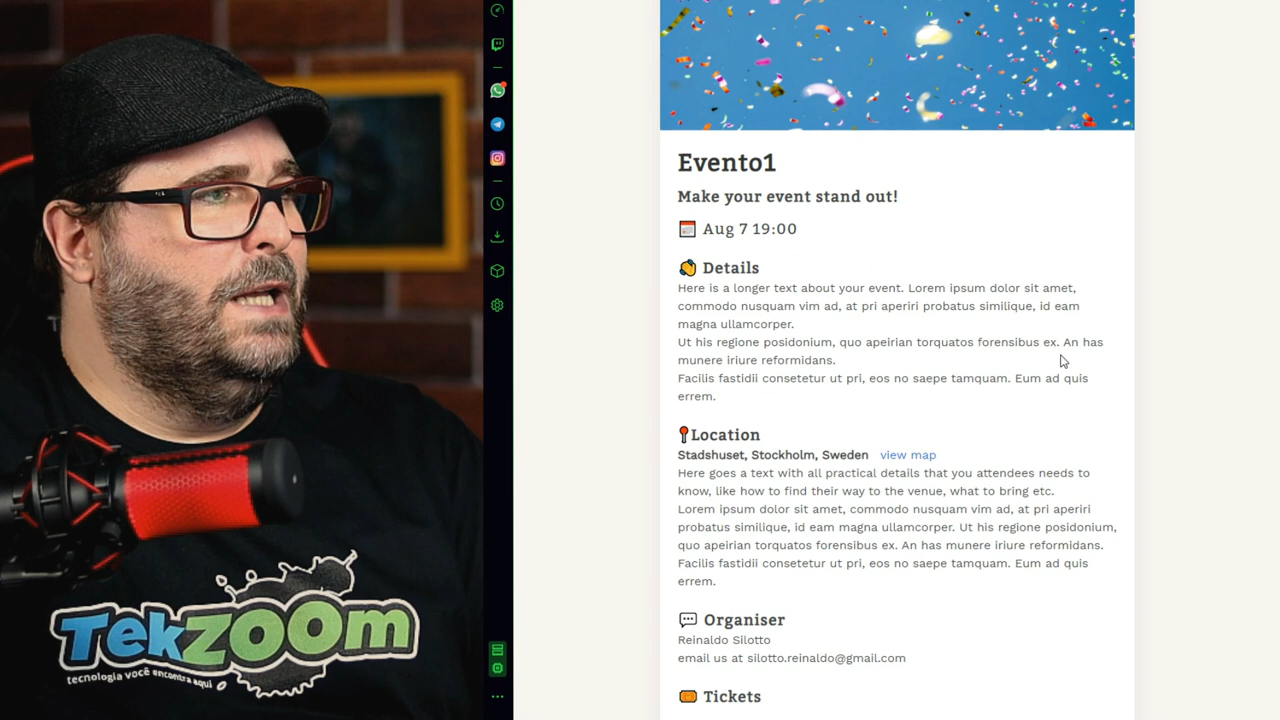 TekZOOm
tecnologia você encontra aqui
Evento1
Make your event stand out!
Aug 7 19:00
Details
Here is a longer text about your event. Lorem ipsum dolor sit amet,
commodo nusquam vim ad, at pri aperiri probatus similique, id eam
magna ullamcorper.
Ut his regione posidonium, quo apeirian torquatos forensibus ex. An has
munere iriure reformidans.
Facilis fastidii consetetur ut pri, eos no saepe tamquam. Eum ad quis
errem.
Location
Stadshuset, Stockholm, Sweden view map
Here goes a text with all practical details that you attendees needs to
know, like how to find their way to the venue, what to bring etc.
Lorem ipsum dolor sit amet, commodo nusquam vim ad, at pri aperiri
probatus similique, id eam magna ullamcorper. Ut his regione posidonium,
quo apeirian torquatos forensibus ex. An has munere iriure reformidans.
Facilis fastidii consetetur ut pri, eos no saepe tamquam. Eum ad quis
errem.
Organiser
Reinaldo Silotto
email us at silotto.reinaldo@gmail.com
Tickets